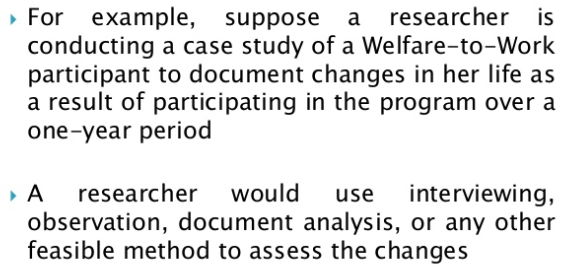 For example, suppose a researcher is
conducting a case study of a Welfare-to-Work
participant to document changes in her life as
a result of participating in the program over a
one-year period
A researcher would use interviewing,
observation, document analysis, or any other
feasible method to assess the changes